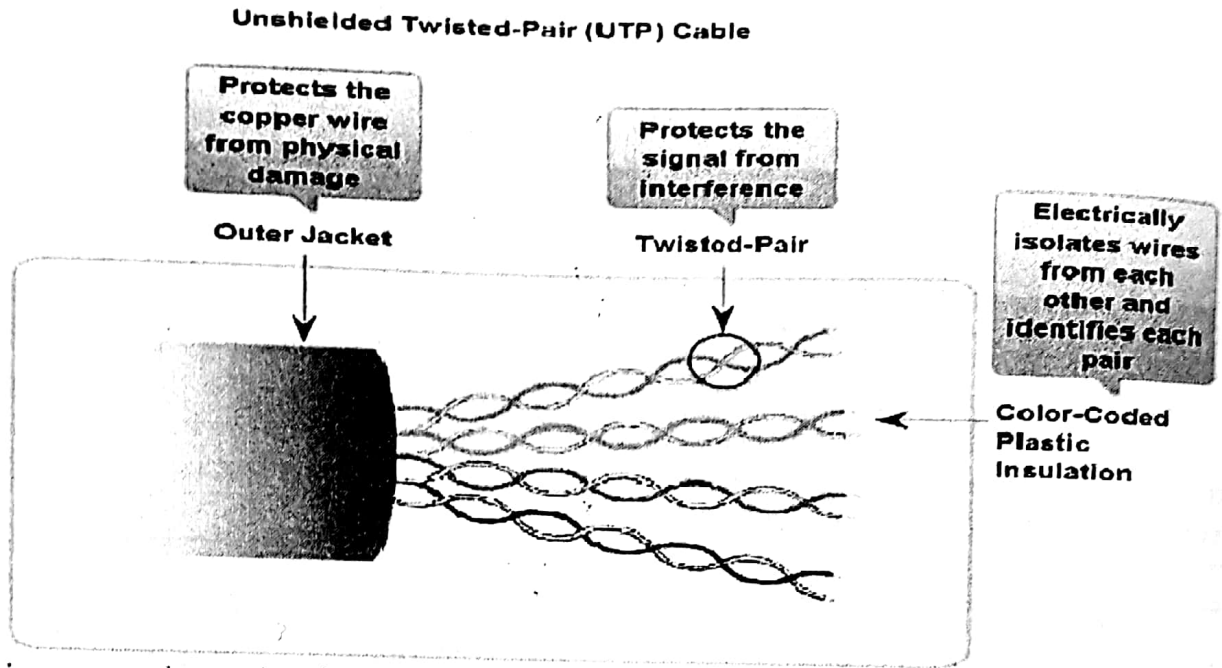 Unshielded Twisted-Pair (UTP) Cable
Protects the
copper wire
from physical
damage
Outer Jacket
Protects the
signal from
interference
Twisted-Pair
Electrically
isolates wires
from each
other and
identifies each
pair
Color-Coded
Plastic
Insulation